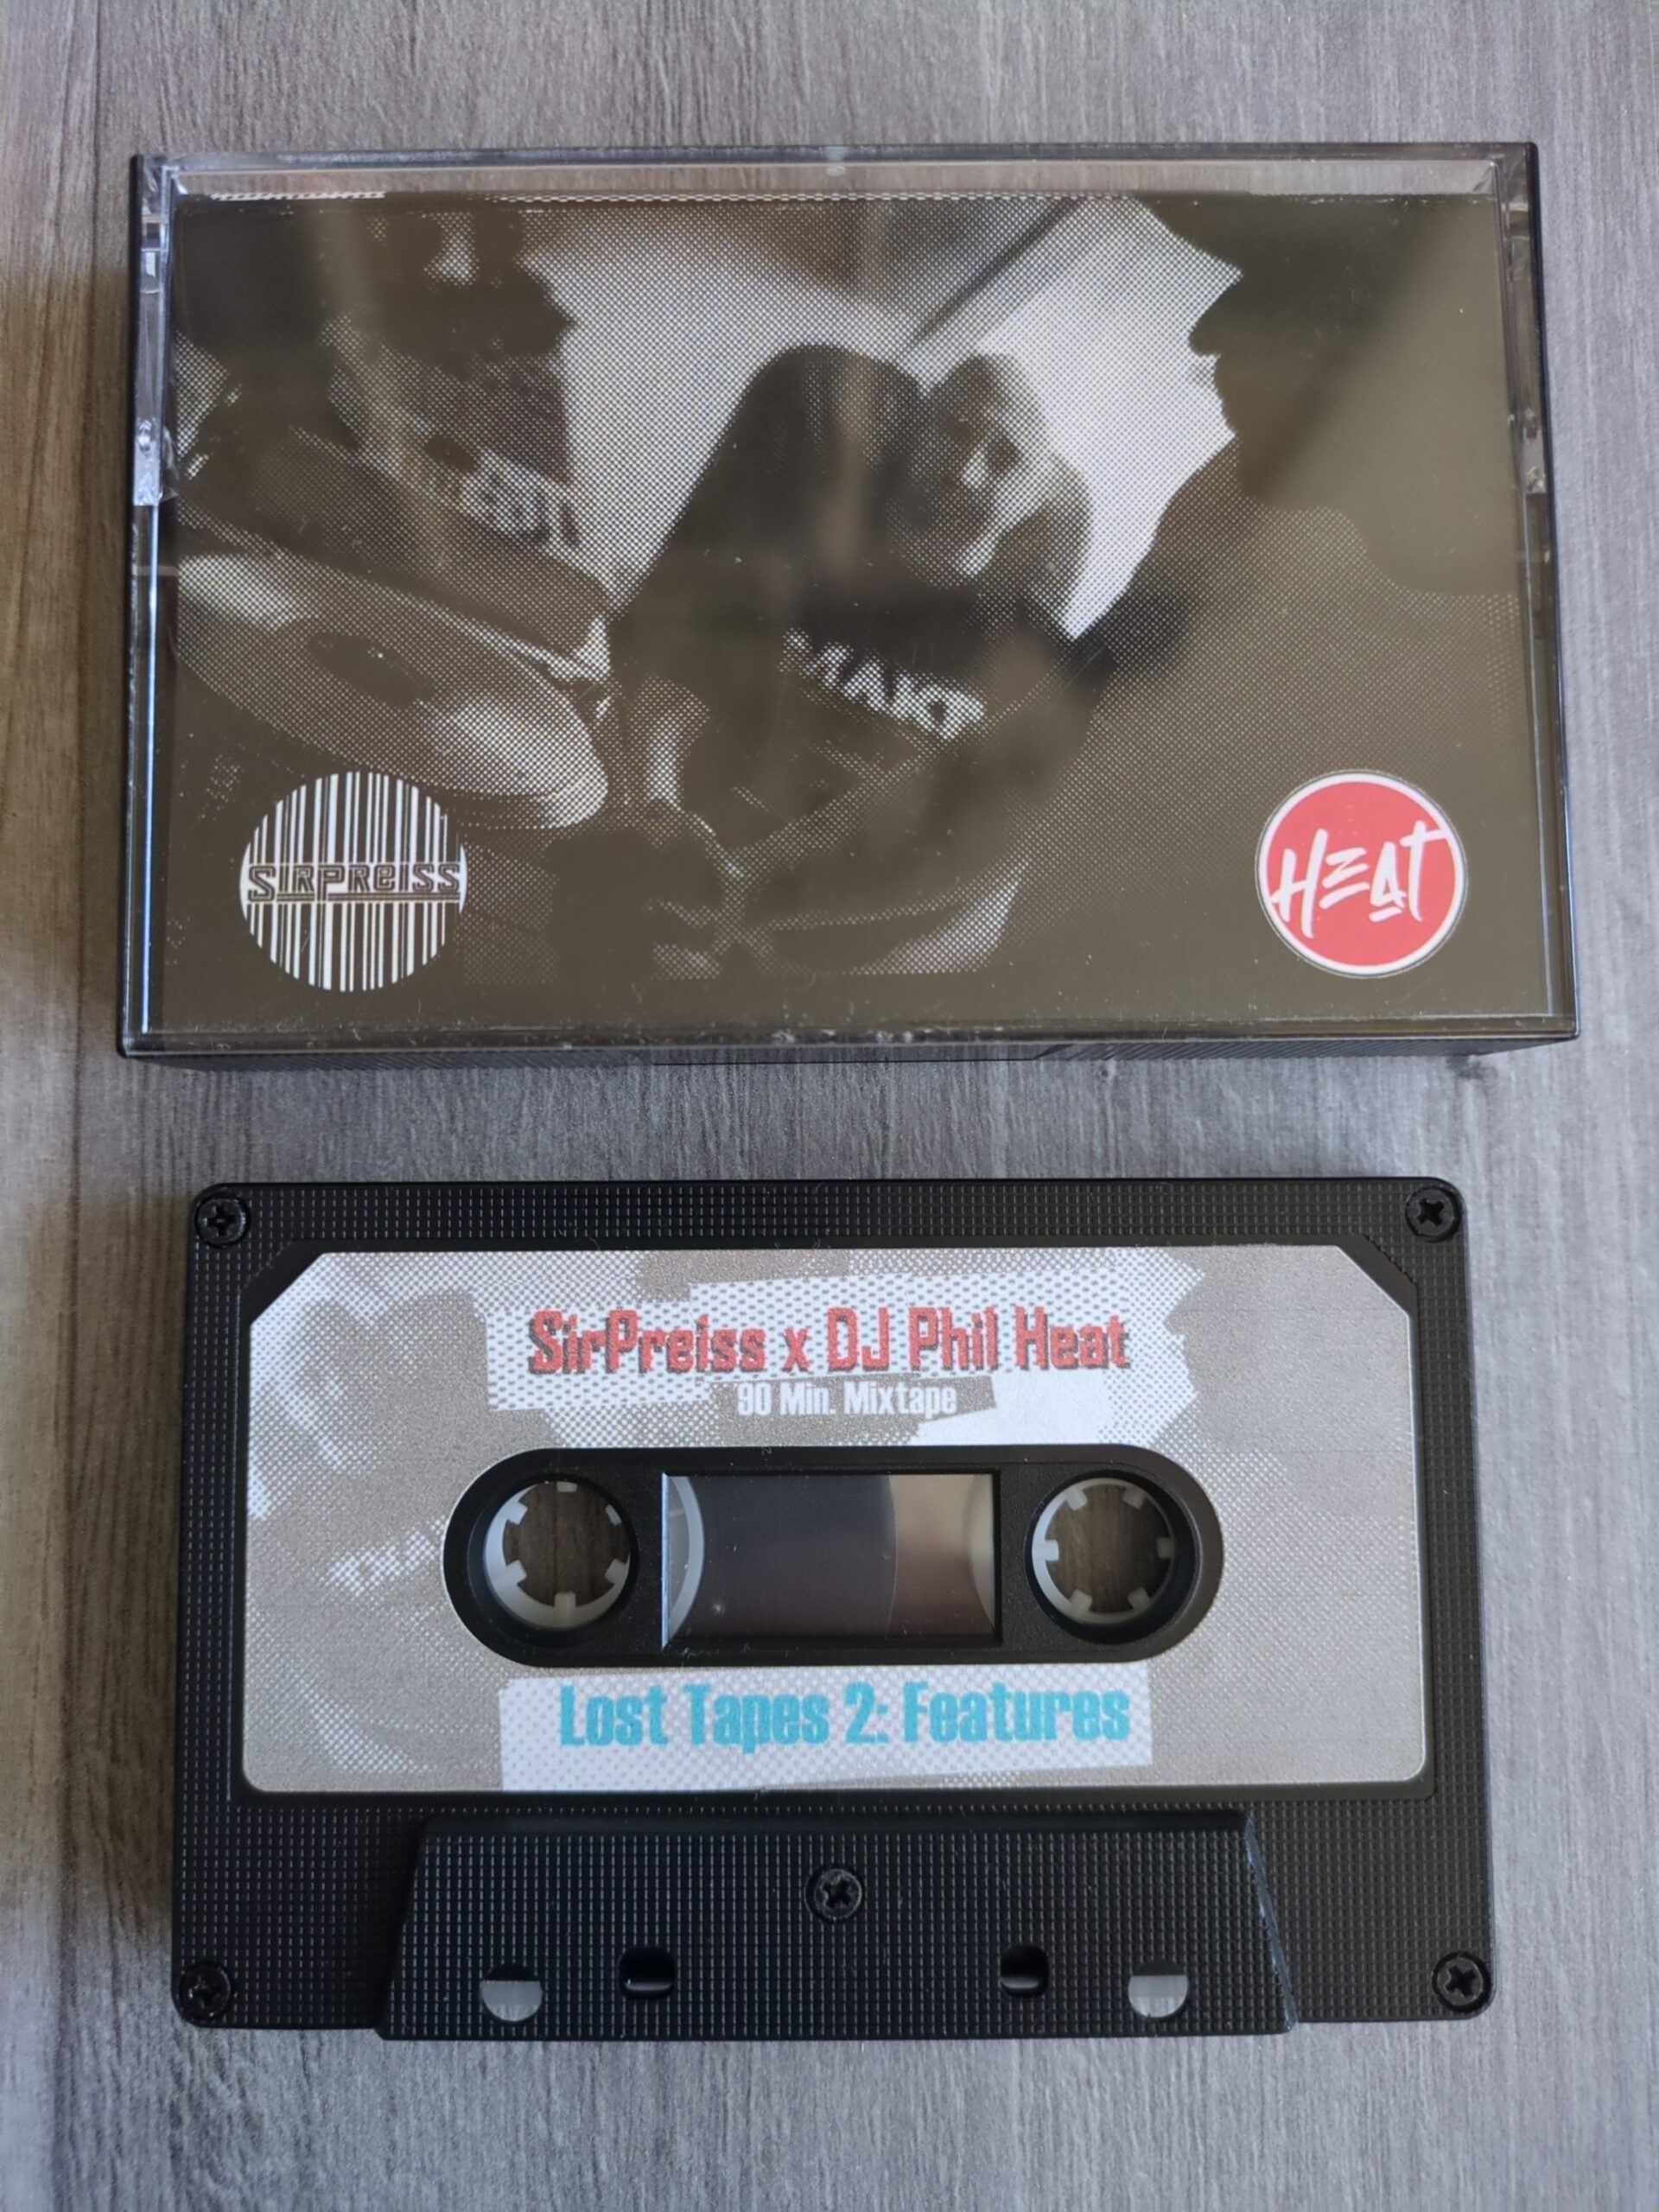 SIRPREISS
HEAT
SirPreiss x DJ Phil Heat
90 Min. Mixtape
Lost Tapes 2: Features